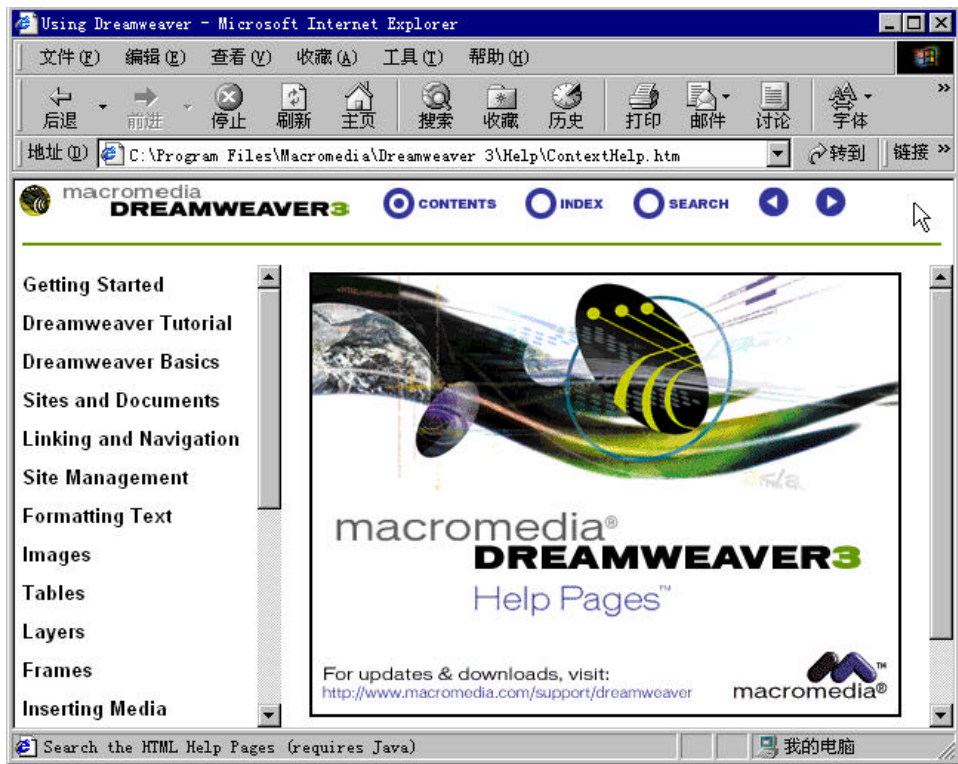 Using Dreamweaver - Microsoft Internet Explorer
文件(F) 编辑(E) 查看(V) 收藏(A) 工具(T) 帮助(H)
后退 前进 停止 刷新 主页 搜索 收藏 历史 打印 邮件 讨论 字体 »
地址(D) C:\Program Files\Macromedia\Dreamweaver 3\Help\ContextHelp.htm 转到 链接 »
macromedia
DREAMWEAVER3 CONTENTS INDEX SEARCH
Getting Started
Dreamweaver Tutorial
Dreamweaver Basics
Sites and Documents
Linking and Navigation
Site Management
Formatting Text
Images
Tables
Layers
Frames
Inserting Media
macromedia®
DREAMWEAVER3
Help Pages™
For updates & downloads, visit:
http://www.macromedia.com/support/dreamweaver
macromedia®™
Search the HTML Help Pages (requires Java) 我的电脑